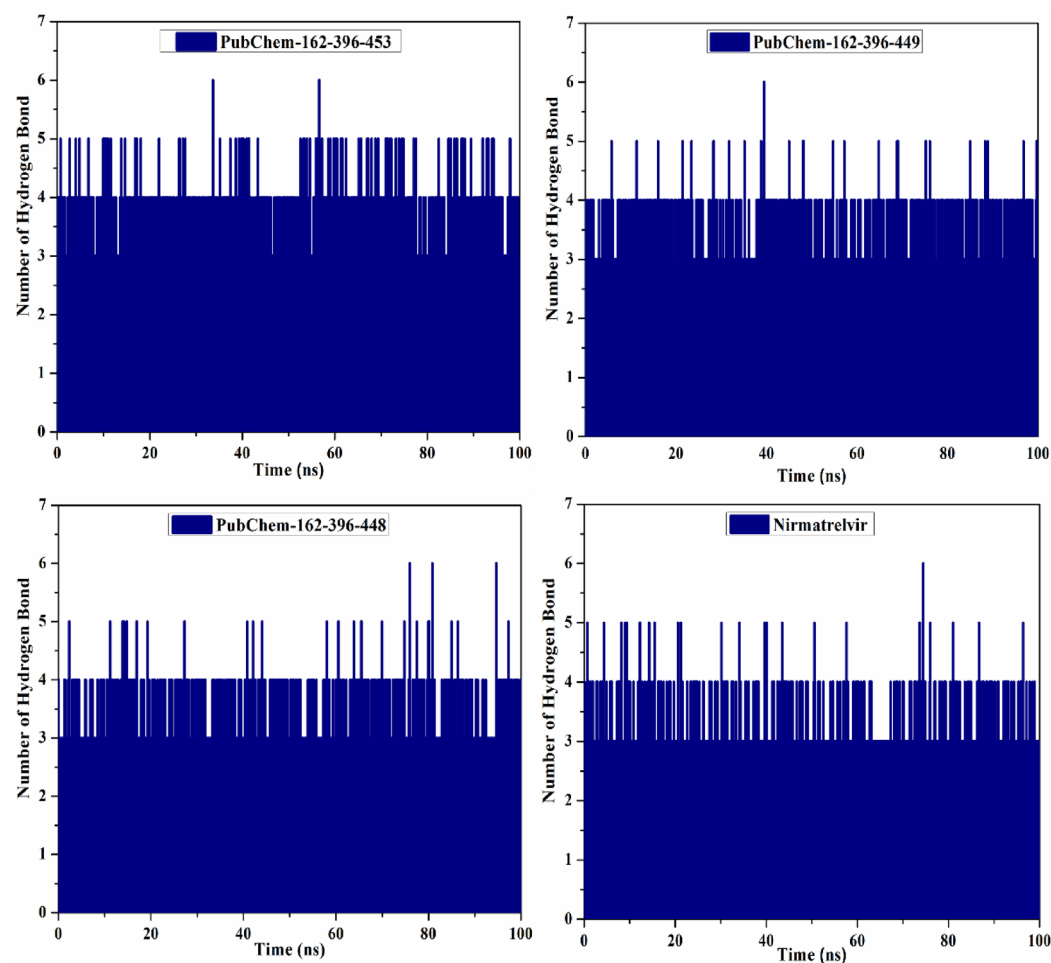 PubChem-162-396-453
Number of Hydrogen Bond
7
6
5
4
3
2
1
0
0 20 40 60 80 100
Time (ns)
PubChem-162-396-449
Number of Hydrogen Bond
7
6
5
4
3
2
1
0
0 20 40 60 80 100
Time (ns)
PubChem-162-396-448
Number of Hydrogen Bond
7
6
5
4
3
2
1
0
0 20 40 60 80 100
Time (ns)
Nirmatrelvir
Number of Hydrogen Bond
7
6
5
4
3
2
1
0
0 20 40 60 80 100
Time (ns)